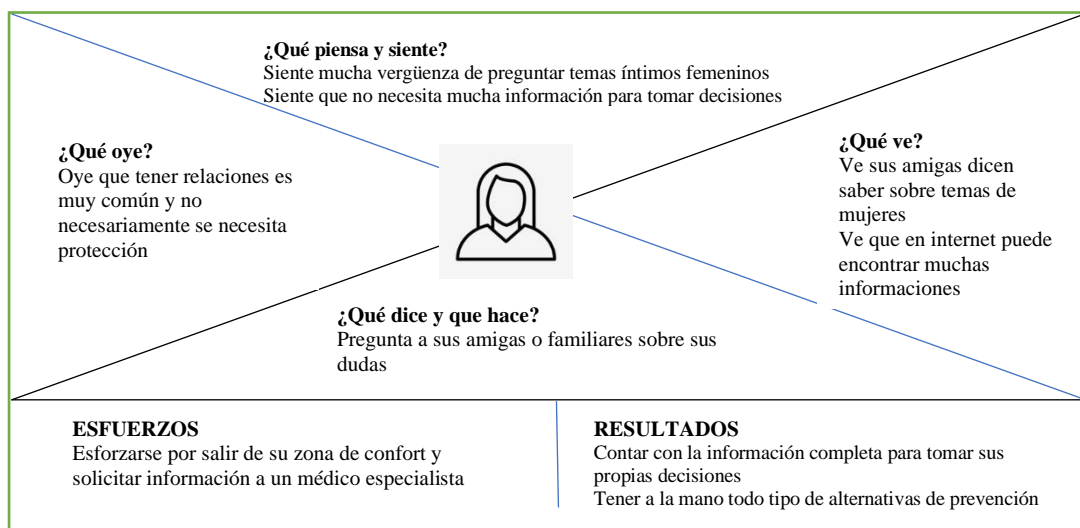 ¿Qué piensa y siente?
Siente mucha vergüenza de preguntar temas íntimos femeninos
Siente que no necesita mucha información para tomar decisiones
¿Qué oye?
Oye que tener relaciones es
muy común y no
necesariamente se necesita
protección
¿Qué ve?
Ve sus amigas dicen
saber sobre temas de
mujeres
Ve que en internet puede
encontrar muchas
informaciones
¿Qué dice y que hace?
Pregunta a sus amigas o familiares sobre sus
dudas
ESFUERZOS
Esforzarse por salir de su zona de confort y
solicitar información a un médico especialista
RESULTADOS
Contar con la información completa para tomar sus
propias decisiones
Tener a la mano todo tipo de alternativas de prevención